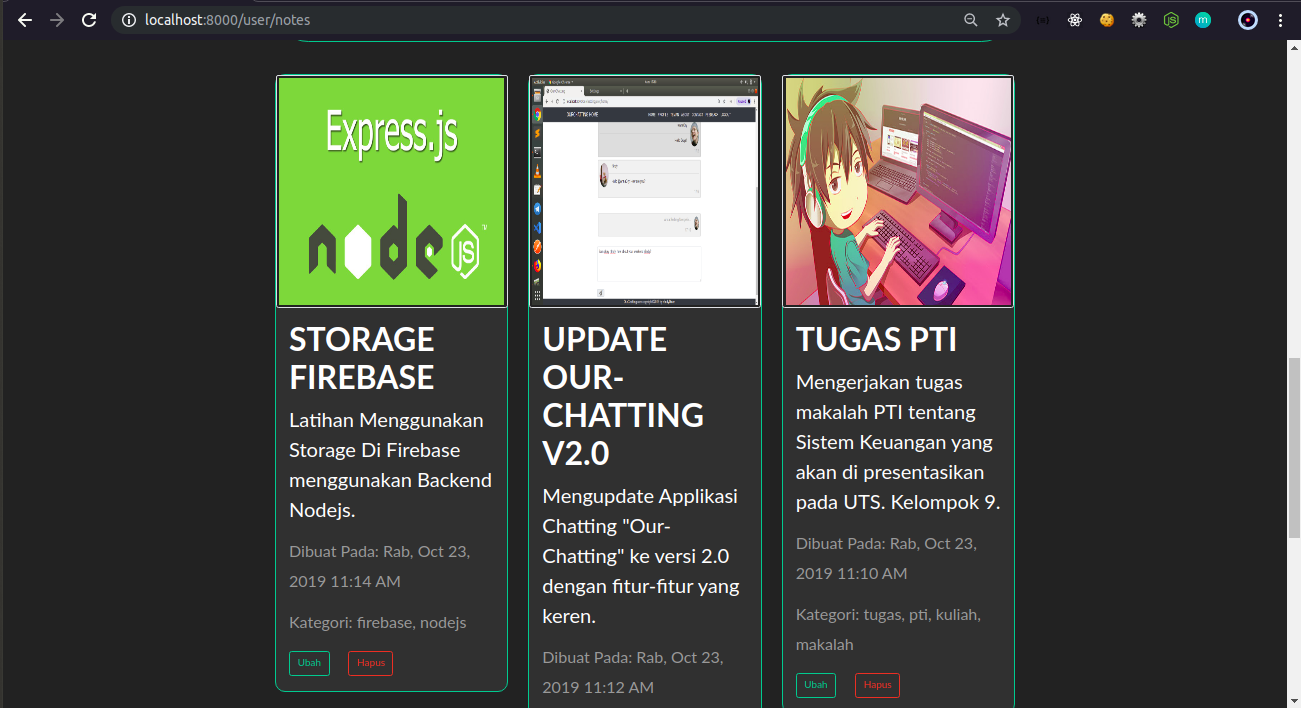 localhost:8000/user/notes
Express.js
node
JS
STORAGE
FIREBASE
Latihan Menggunakan
Storage Di Firebase
menggunakan Backend
Nodejs.
Dibuat Pada: Rab, Oct 23,
2019 11:14 AM
Kategori: firebase, nodejs
Ubah
Hapus
UPDATE
OUR-
CHATTING
V2.0
Mengupdate Applikasi
Chatting "Our-
Chatting" ke versi 2.0
dengan fitur-fitur yang
keren.
Dibuat Pada: Rab, Oct 23,
2019 11:12 AM
TUGAS PTI
Mengerjakan tugas
makalah PTI tentang
Sistem Keuangan yang
akan di presentasikan
pada UTS. Kelompok 9.
Dibuat Pada: Rab, Oct 23,
2019 11:10 AM
Kategori: tugas, pti, kuliah,
makalah
Ubah
Hapus